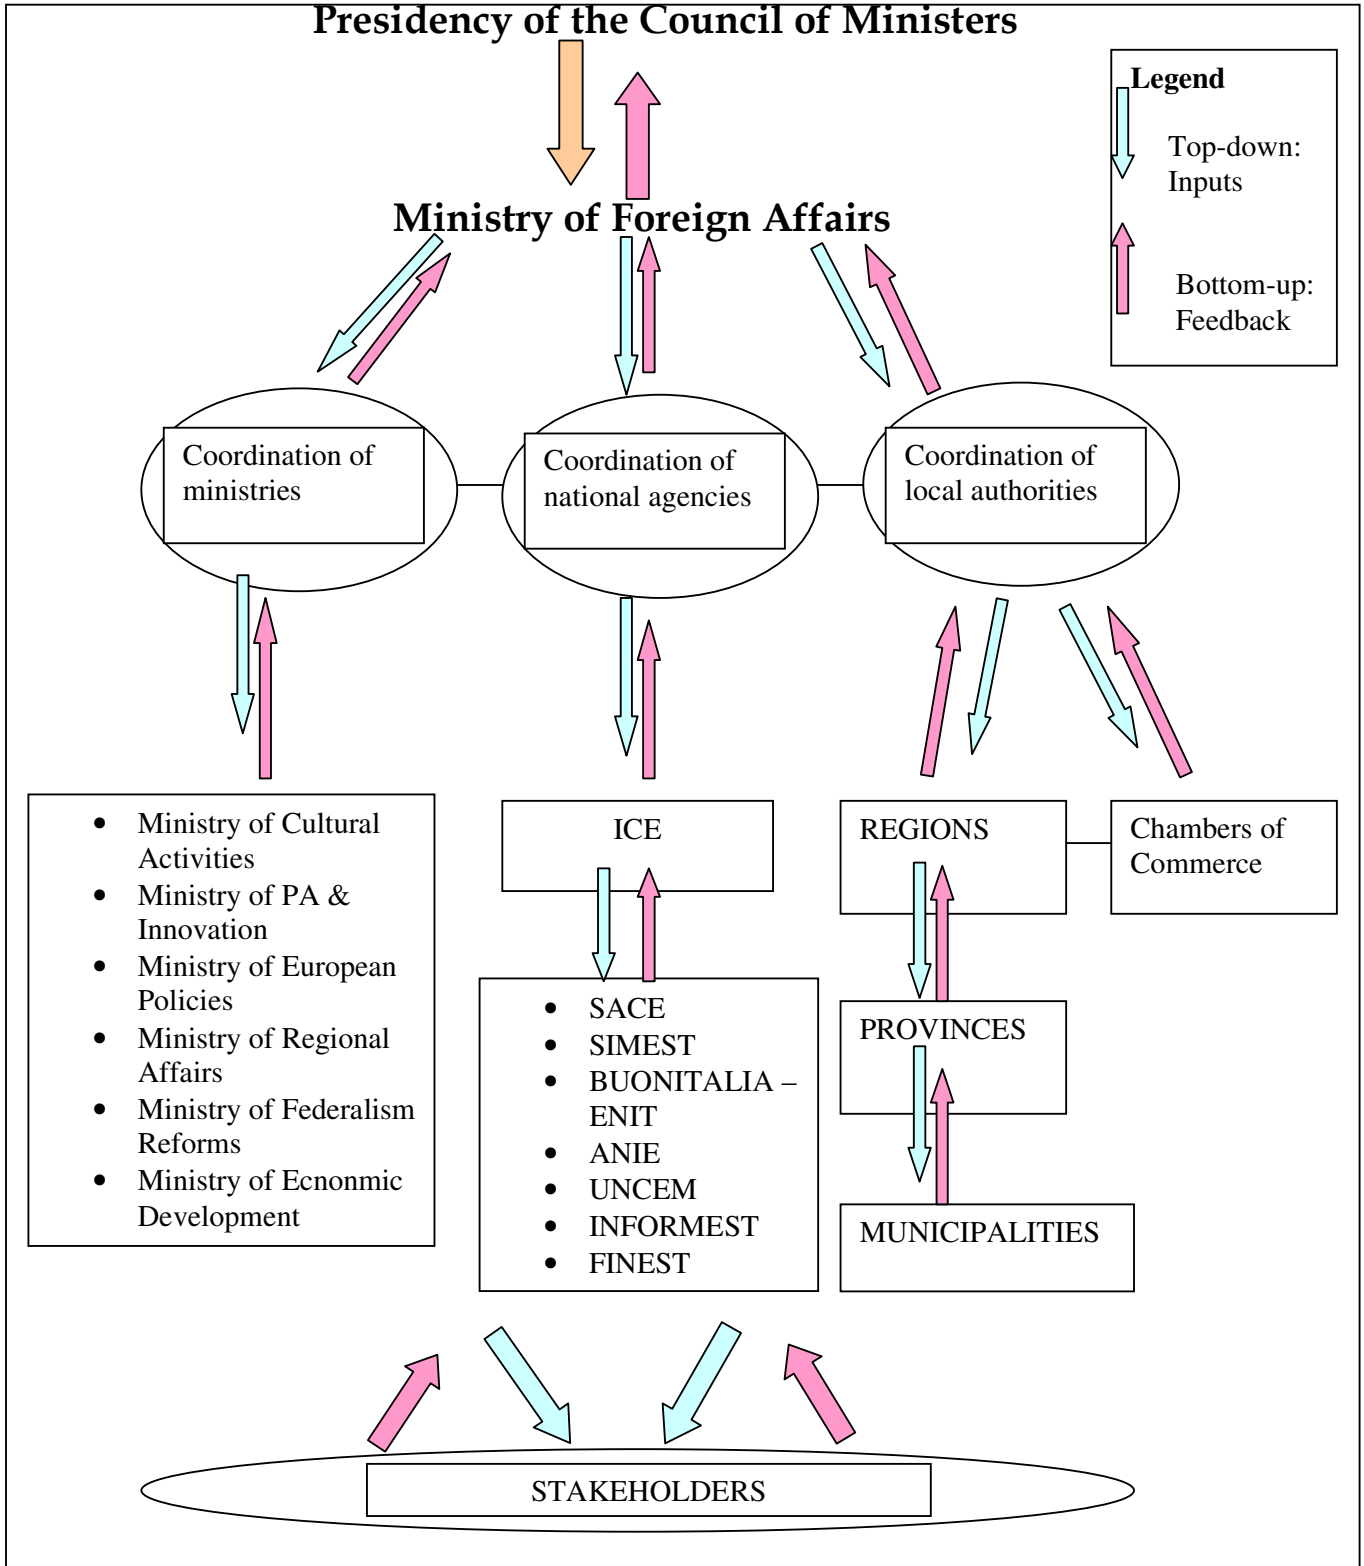 Presidency of the Council of Ministers
Legend
Top-down:
Inputs
Bottom-up:
Feedback
Ministry of Foreign Affairs
Coordination of
ministries
Coordination of
national agencies
Coordination of
local authorities
• Ministry of Cultural
Activities
• Ministry of PA &
Innovation
• Ministry of European
Policies
• Ministry of Regional
Affairs
• Ministry of Federalism
Reforms
• Ministry of Ecnonmic
Development
ICE
• SACE
• SIMEST
• BUONITALIA –
ENIT
• ANIE
• UNCEM
• INFORMEST
• FINEST
REGIONS
Chambers of
Commerce
PROVINCES
MUNICIPALITIES
STAKEHOLDERS